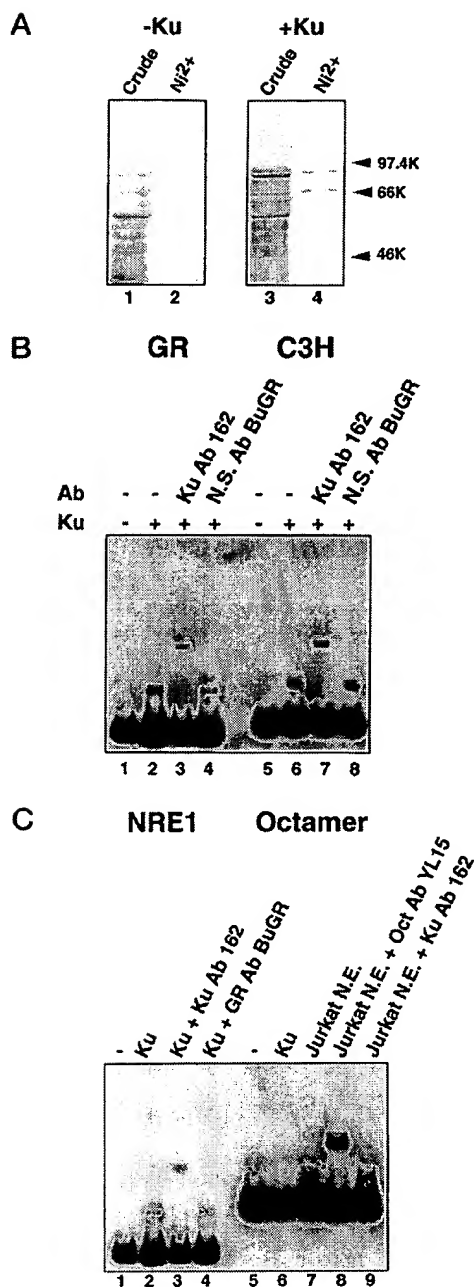 A
-Ku +Ku
Crude Ni2+ Crude Ni2+
97.4K
66K
46K
1 2 3 4
B
GR C3H
Ku Ab 162 N.S. Ab BuGR Ku Ab 162 N.S. Ab BuGR
Ab - - - -
Ku - + + + - + + +
1 2 3 4 5 6 7 8
C
NRE1 Octamer
- Ku Ku + Ku Ab 162 Ku + GR Ab BuGR - Ku Jurkat N.E. Jurkat N.E. + Oct Ab YL15 Jurkat N.E. + Ku Ab 162
1 2 3 4 5 6 7 8 9